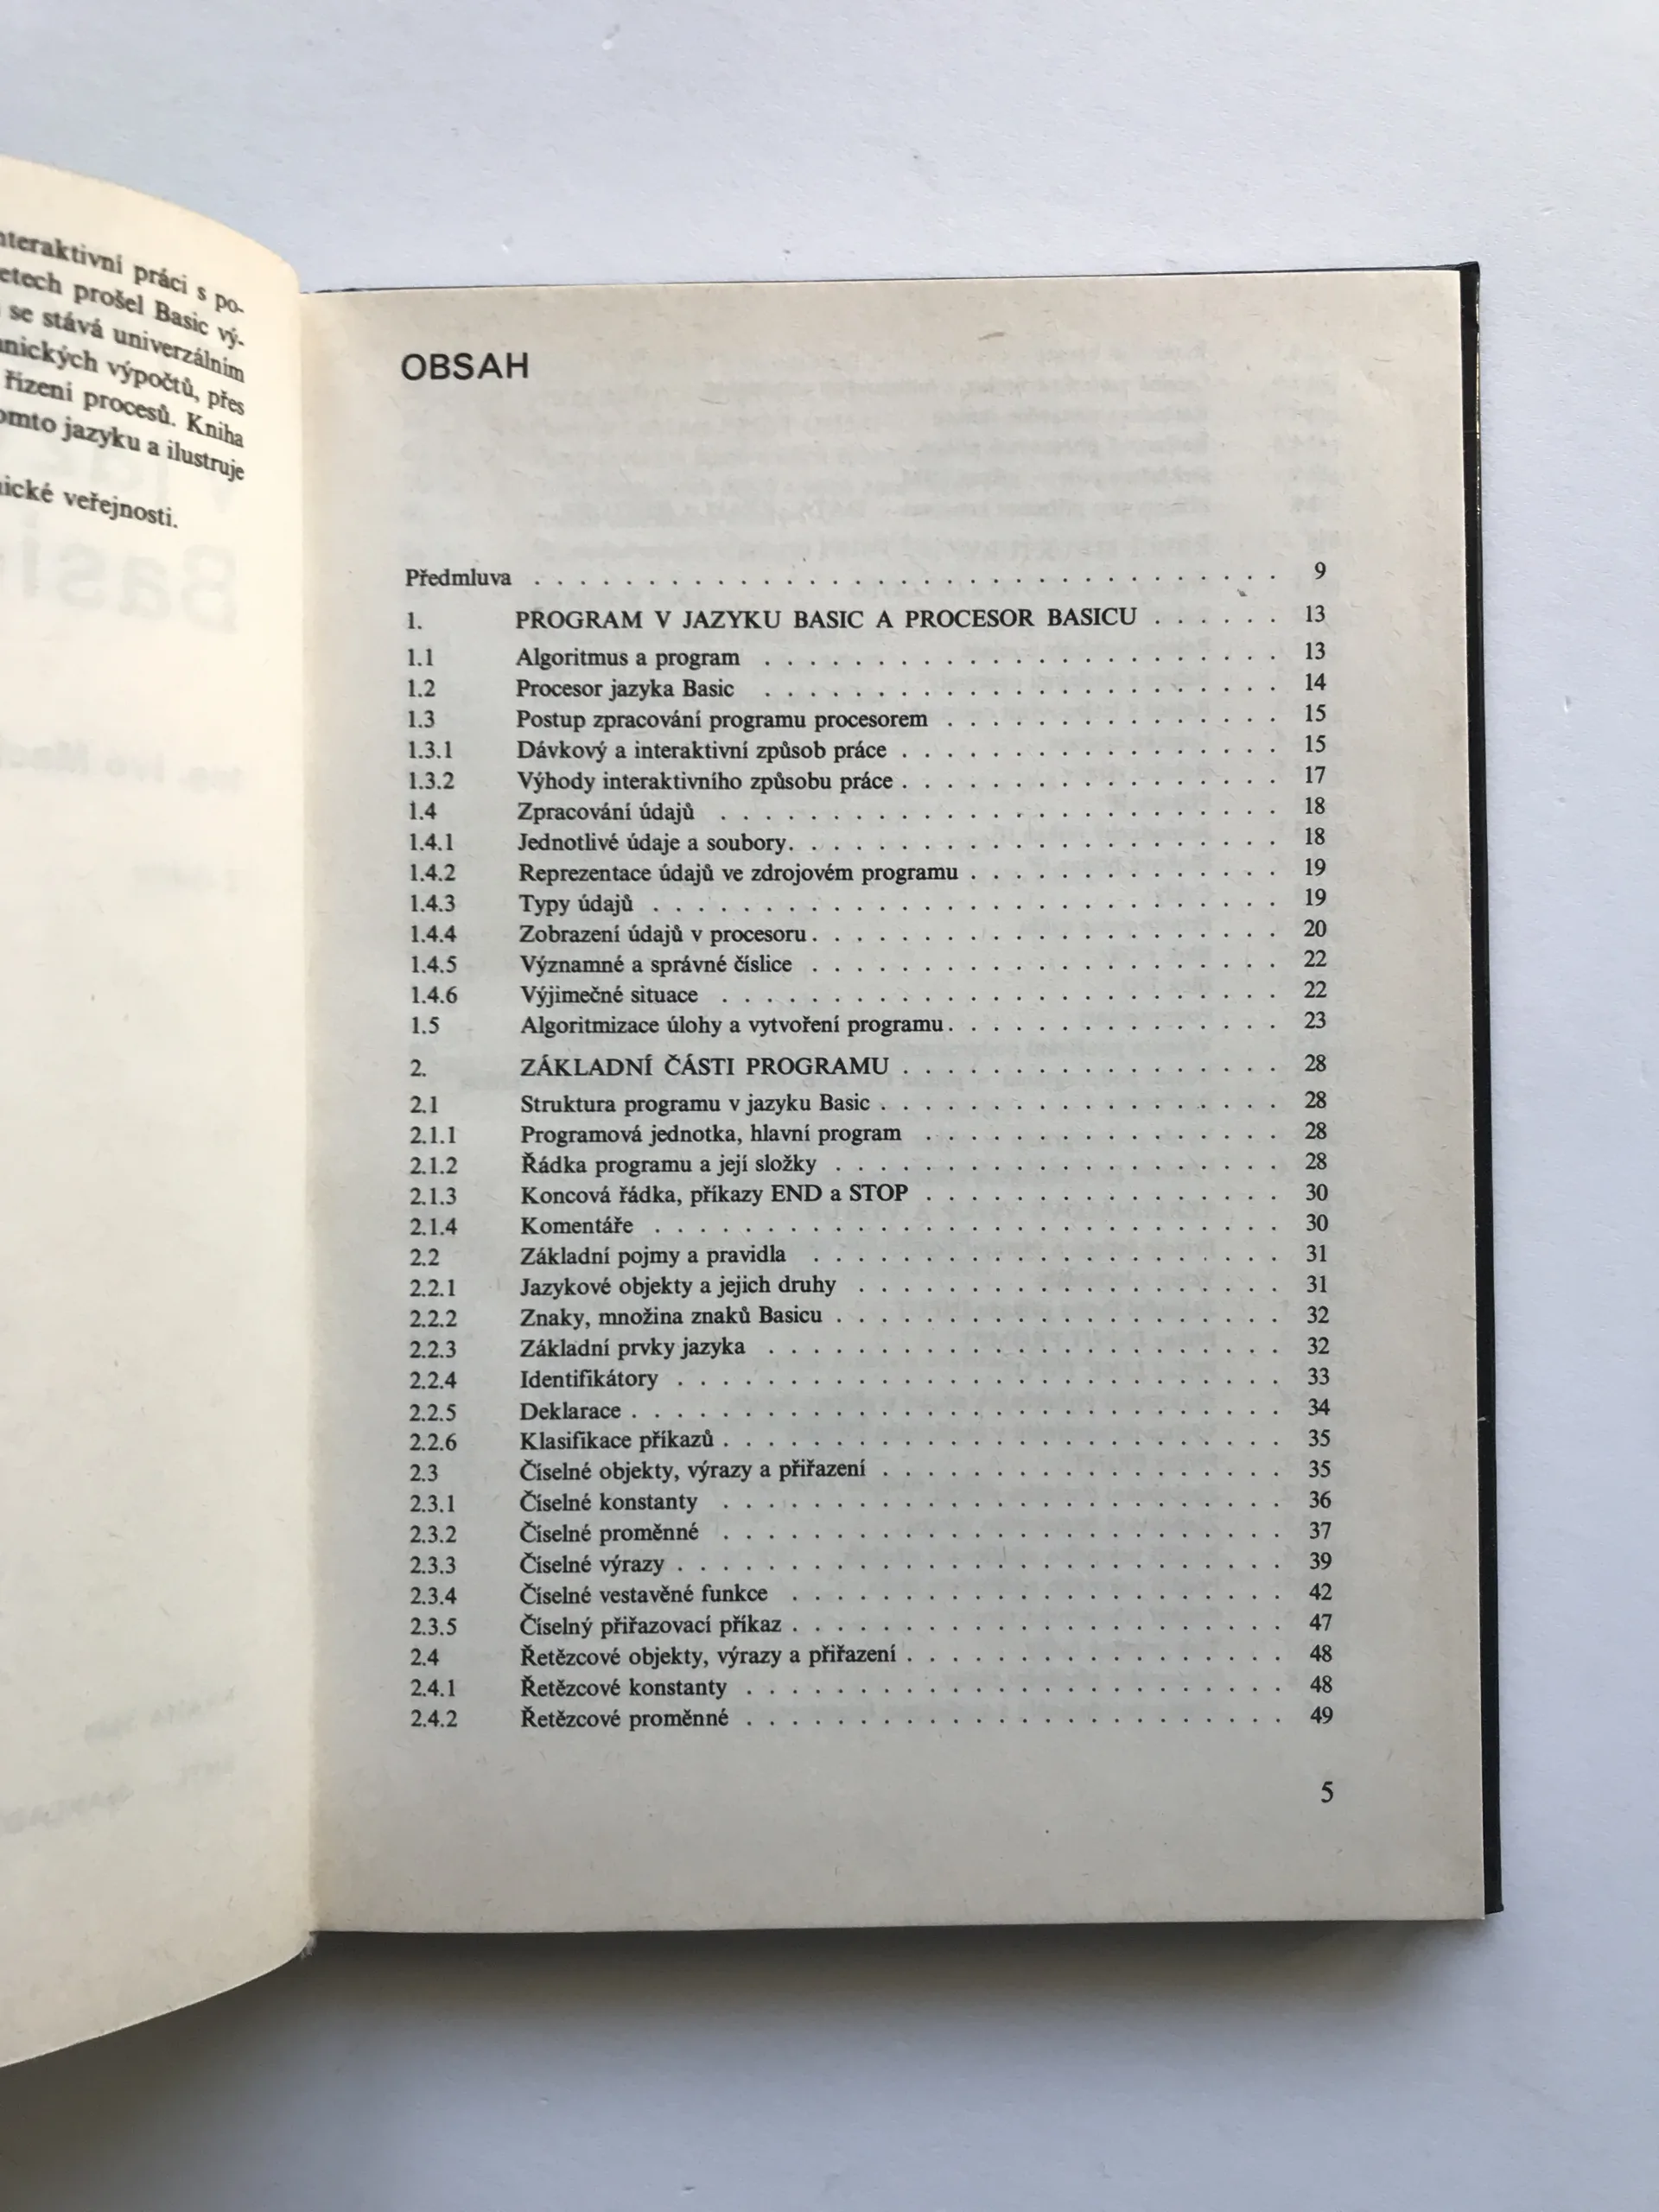 práci s po-
prošel Basic vý-
se stává univerzálním
výpočtů, přes
řízení procesů. Kniha
jazyku a ilustruje
veřejnosti.
OBSAH
Předmluva . . . . . . . . . . . . . . . . . . . . . . . . . . . 9
1. PROGRAM V JAZYKU BASIC A PROCESOR BASICU . . . . . . 13
1.1 Algoritmus a program . . . . . . . . . . . . . . . . . . . 13
1.2 Procesor jazyka Basic . . . . . . . . . . . . . . . . . . . 14
1.3 Postup zpracování programu procesorem . . . . . . . . . . . . . 15
1.3.1 Dávkový a interaktivní způsob práce . . . . . . . . . . . . . . 15
1.3.2 Výhody interaktivního způsobu práce . . . . . . . . . . . . . . 17
1.4 Zpracování údajů . . . . . . . . . . . . . . . . . . . . . 18
1.4.1 Jednotlivé údaje a soubory. . . . . . . . . . . . . . . . . . . 18
1.4.2 Reprezentace údajů ve zdrojovém programu . . . . . . . . . . . . 19
1.4.3 Typy údajů . . . . . . . . . . . . . . . . . . . . . . . 19
1.4.4 Zobrazení údajů v procesoru . . . . . . . . . . . . . . . . . 20
1.4.5 Významné a správné číslice . . . . . . . . . . . . . . . . . 22
1.4.6 Výjimečné situace . . . . . . . . . . . . . . . . . . . . 22
1.5 Algoritmizace úlohy a vytvoření programu . . . . . . . . . . . . . 23
2. ZÁKLADNÍ ČÁSTI PROGRAMU . . . . . . . . . . . . . . 28
2.1 Struktura programu v jazyku Basic . . . . . . . . . . . . . . . 28
2.1.1 Programová jednotka, hlavní program . . . . . . . . . . . . . 28
2.1.2 Řádka programu a její složky . . . . . . . . . . . . . . . . 28
2.1.3 Koncová řádka, příkazy END a STOP . . . . . . . . . . . . . 30
2.1.4 Komentáře . . . . . . . . . . . . . . . . . . . . . . . 30
2.2 Základní pojmy a pravidla . . . . . . . . . . . . . . . . . 31
2.2.1 Jazykové objekty a jejich druhy . . . . . . . . . . . . . . . 31
2.2.2 Znaky, množina znaků Basicu . . . . . . . . . . . . . . . . 32
2.2.3 Základní prvky jazyka . . . . . . . . . . . . . . . . . . . 32
2.2.4 Identifikátory . . . . . . . . . . . . . . . . . . . . . . 33
2.2.5 Deklarace . . . . . . . . . . . . . . . . . . . . . . . . 34
2.2.6 Klasifikace příkazů . . . . . . . . . . . . . . . . . . . . 35
2.3 Číselné objekty, výrazy a přiřazení . . . . . . . . . . . . . . 35
2.3.1 Číselné konstanty . . . . . . . . . . . . . . . . . . . . 36
2.3.2 Číselné proměnné . . . . . . . . . . . . . . . . . . . . 37
2.3.3 Číselné výrazy . . . . . . . . . . . . . . . . . . . . . . 39
2.3.4 Číselné vestavěné funkce . . . . . . . . . . . . . . . . . . 42
2.3.5 Číselný přiřazovací příkaz . . . . . . . . . . . . . . . . . . 47
2.4 Řetězcové objekty, výrazy a přiřazení . . . . . . . . . . . . . . 48
2.4.1 Řetězcové konstanty . . . . . . . . . . . . . . . . . . . 48
2.4.2 Řetězcové proměnné . . . . . . . . . . . . . . . . . . . 49
5